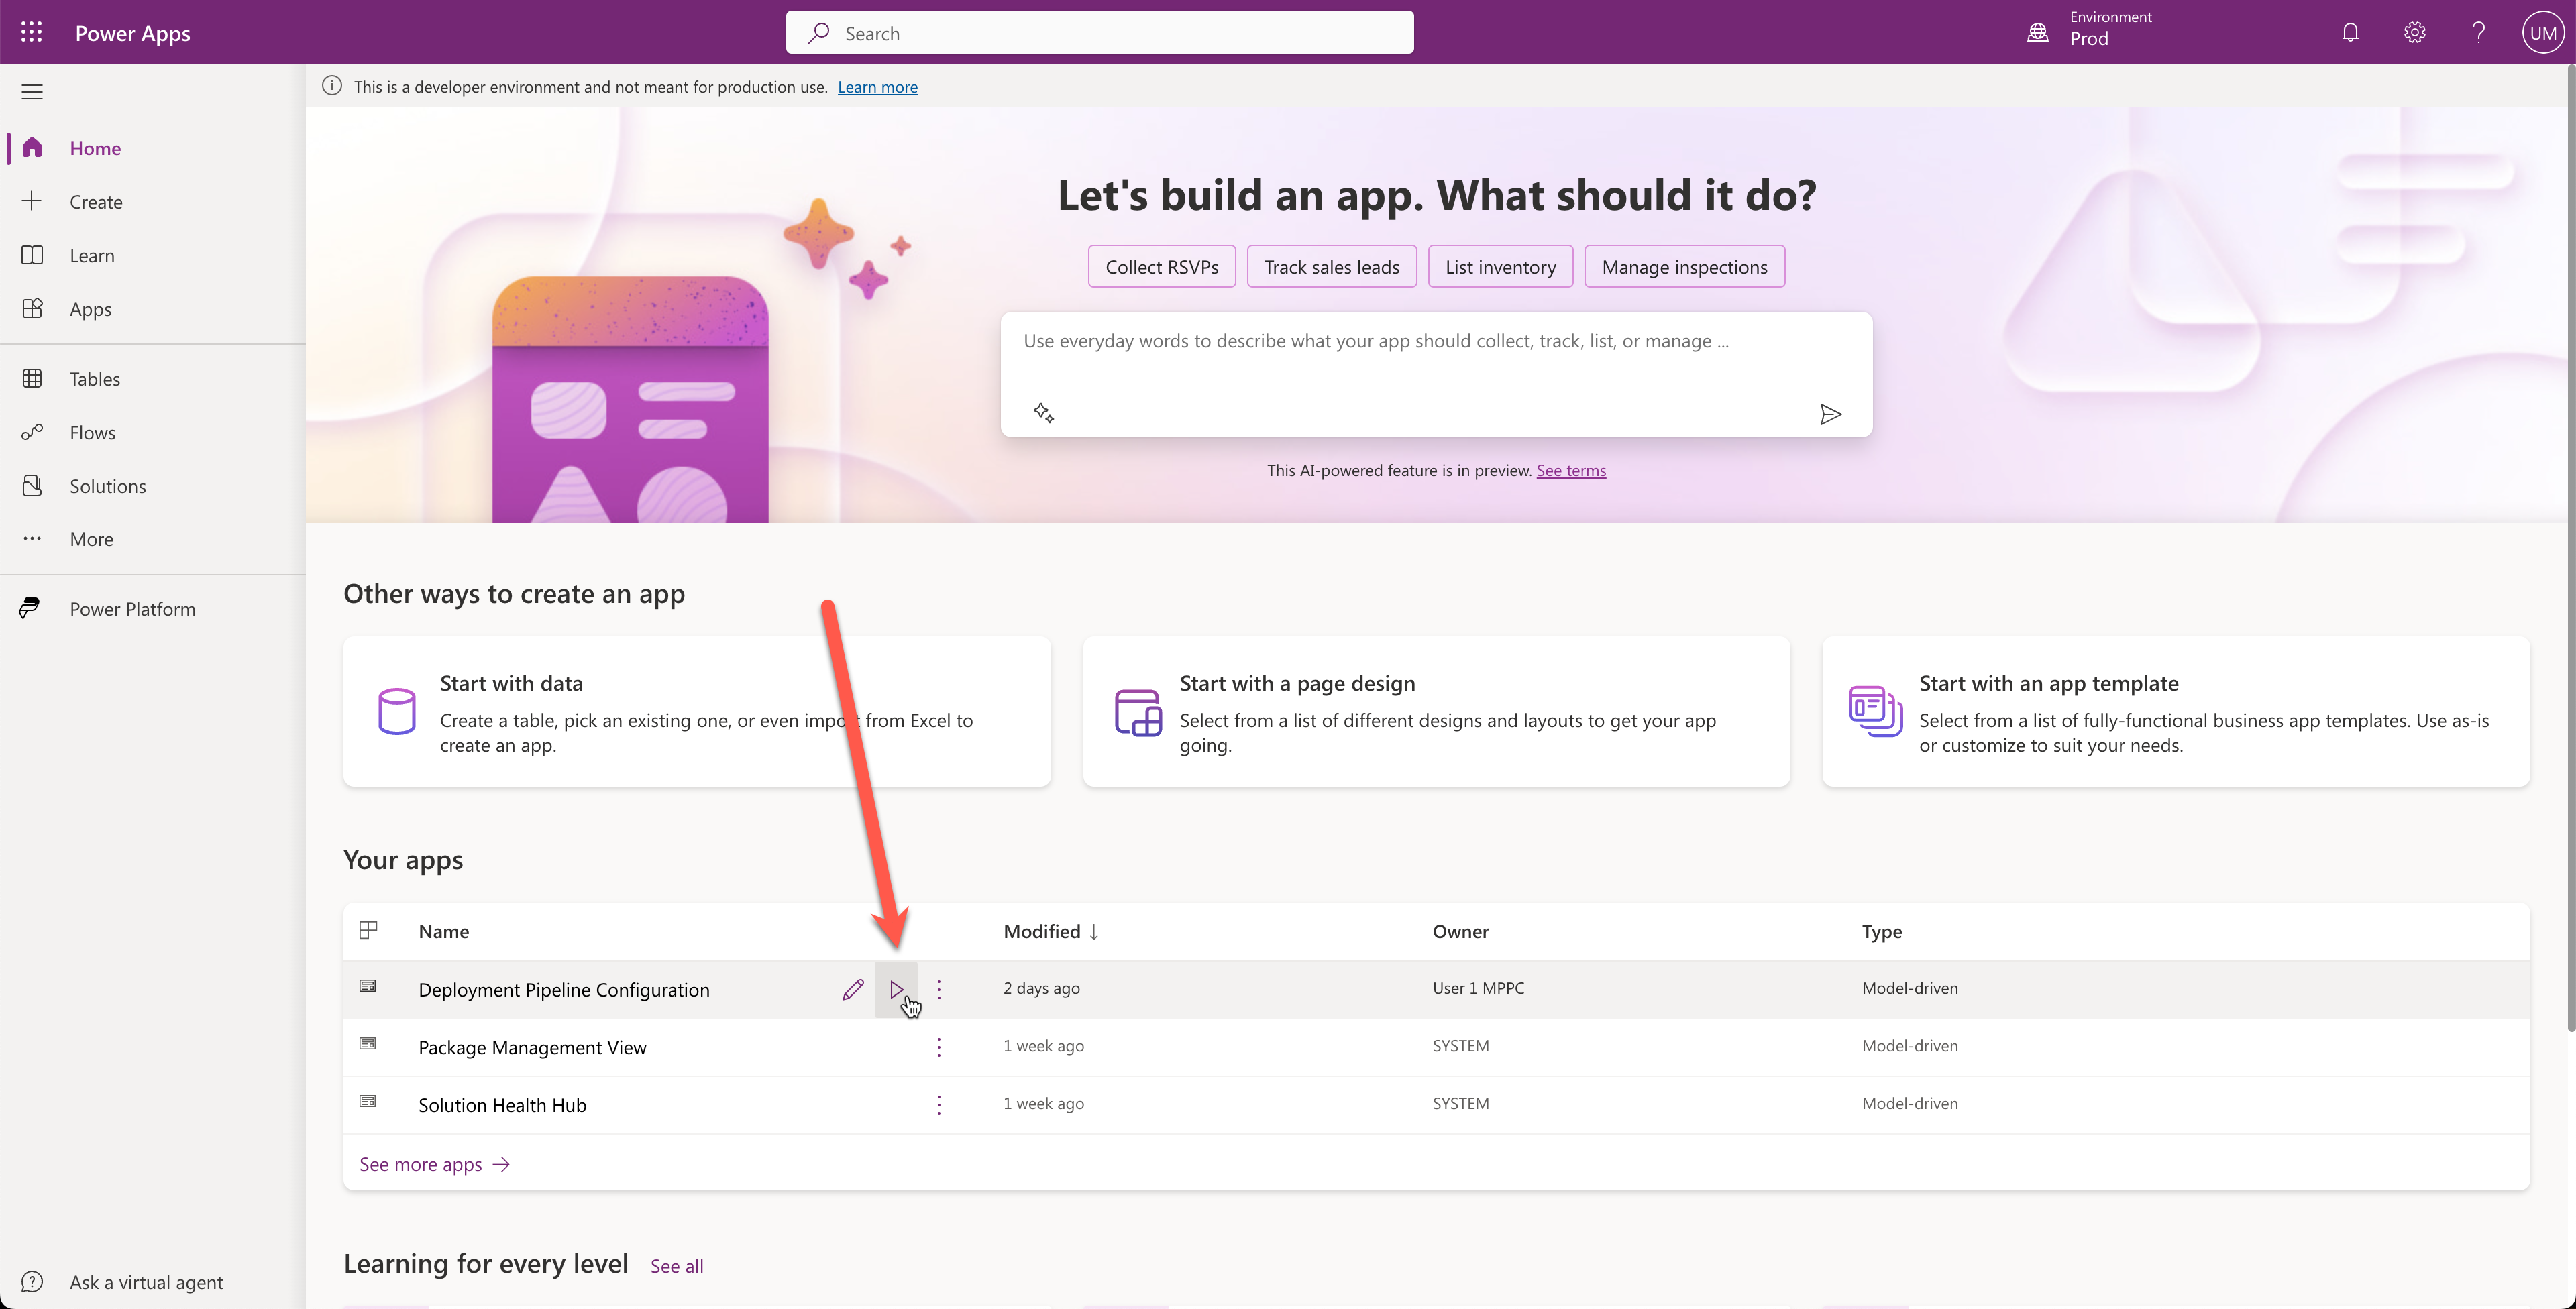 Power Apps
Search
Environment
Prod
UM
This is a developer environment and not meant for production use. Learn more
Home
Create
Learn
Apps
Tables
Flows
Solutions
More
Power Platform
Ask a virtual agent
Let's build an app. What should it do?
Collect RSVPs
Track sales leads
List inventory
Manage inspections
Use everyday words to describe what your app should collect, track, list, or manage ...
This AI-powered feature is in preview. See terms
Other ways to create an app
Start with data
Create a table, pick an existing one, or even import from Excel to
create an app.
Start with a page design
Select from a list of different designs and layouts to get your app
going.
Start with an app template
Select from a list of fully-functional business app templates. Use as-is
or customize to suit your needs.
Your apps
Name Modified Owner Type
Deployment Pipeline Configuration 2 days ago User 1 MPPC Model-driven
Package Management View 1 week ago SYSTEM Model-driven
Solution Health Hub 1 week ago SYSTEM Model-driven
See more apps
Learning for every level See all